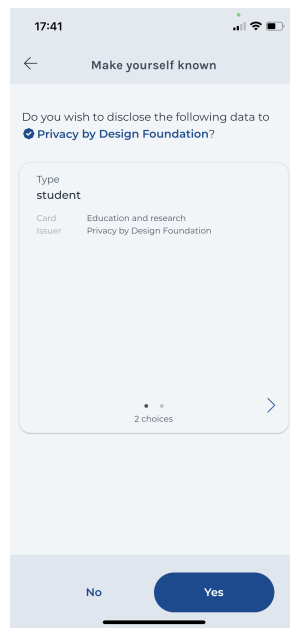 17:41
Make yourself known
Do you wish to disclose the following data to
Privacy by Design Foundation?
Type
student
Card Education and research
Issuer Privacy by Design Foundation
2 choices
No Yes